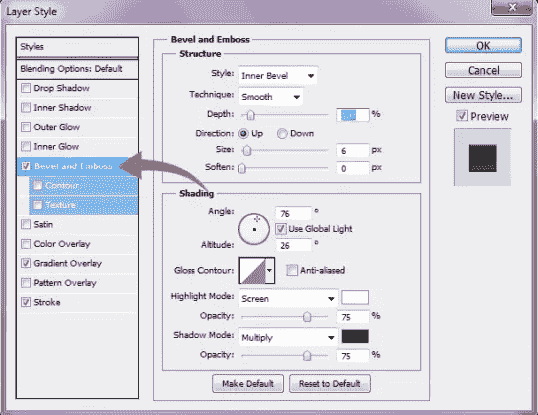 Layer Style
Styles
Blending Options: Default
Drop Shadow
Inner Shadow
Outer Glow
Inner Glow
Bevel and Emboss
Contour
Texture
Satin
Color Overlay
Gradient Overlay
Pattern Overlay
Stroke
Bevel and Emboss
Structure
Style: Inner Bevel
Technique: Smooth
Depth: %
Direction: Up Down
Size: 6 px
Soften: 0 px
Shading
Angle: 76 °
Use Global Light
Altitude: 26 °
Gloss Contour: Anti-aliased
Highlight Mode: Screen
Opacity: 75 %
Shadow Mode: Multiply
Opacity: 75 %
Make Default Reset to Default
OK
Cancel
New Style...
Preview